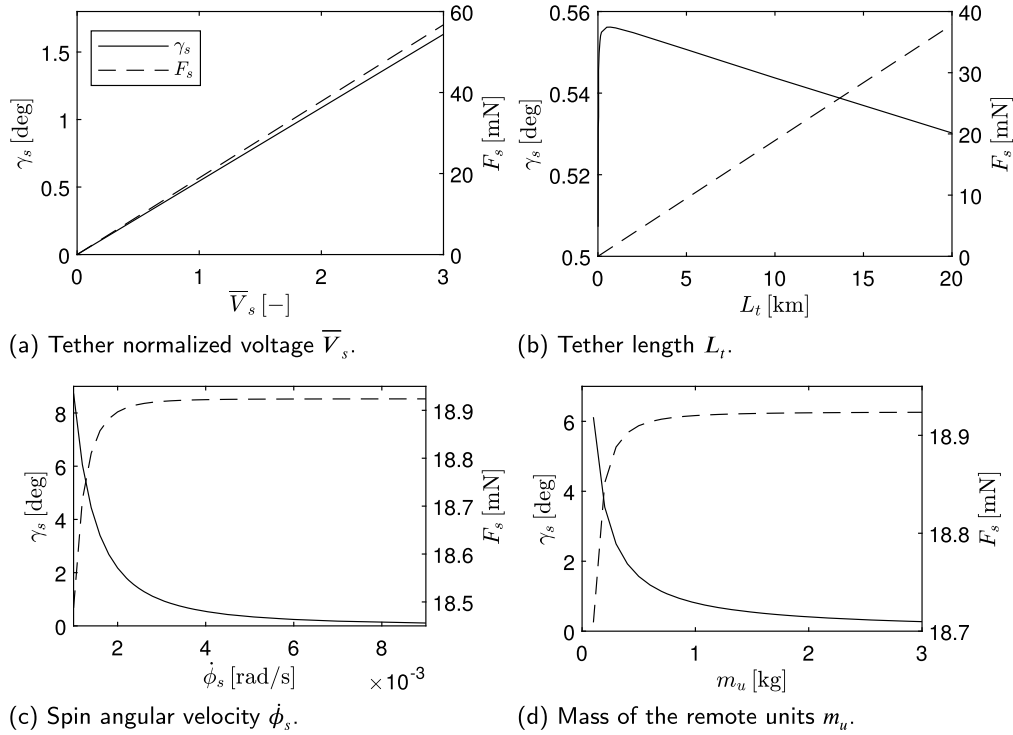 γₛ [deg]
1.5
1
0.5
0
γₛ
Fₛ
60
40
20
0
Fₛ [mN]
0 1 2 3
V̅ₛ [−]
(a) Tether normalized voltage V̅ₛ.
γₛ [deg]
0.56
0.54
0.52
0.5
40
30
20
10
0
Fₛ [mN]
0 5 10 15 20
Lₜ [km]
(b) Tether length Lₜ.
γₛ [deg]
8
6
4
2
0
18.9
18.8
18.7
18.6
18.5
Fₛ [mN]
2 4 6 8
ϕ̇ₛ [rad/s] ×10⁻³
(c) Spin angular velocity ϕ̇ₛ.
γₛ [deg]
6
4
2
0
18.9
18.8
18.7
Fₛ [mN]
0 1 2 3
mᵤ [kg]
(d) Mass of the remote units mᵤ.